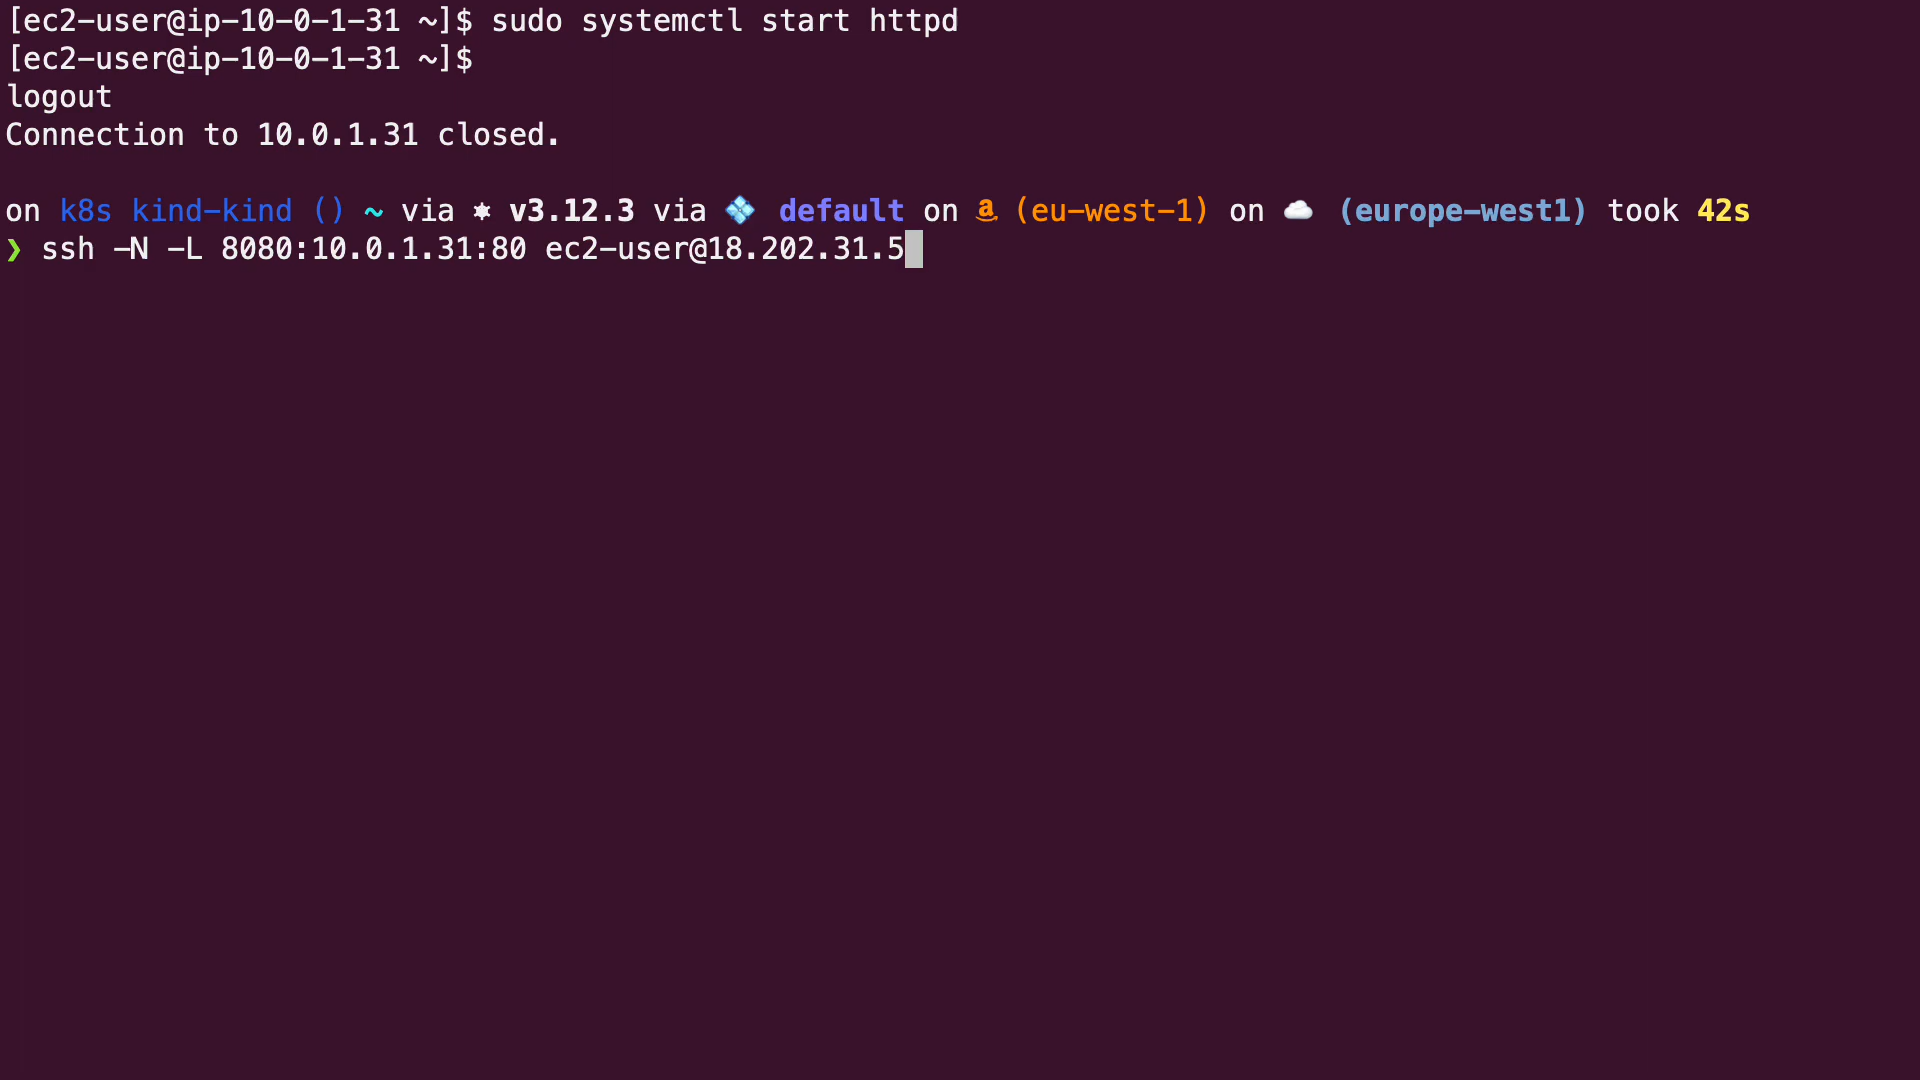 [ec2-user@ip-10-0-1-31 ~]$ sudo systemctl start httpd
[ec2-user@ip-10-0-1-31 ~]$
logout
Connection to 10.0.1.31 closed.
on k8s kind-kind () ~ via ⎈ v3.12.3 via 💠 default on a (eu-west-1) on ☁️ (europe-west1) took 42s
❯ ssh -N -L 8080:10.0.1.31:80 ec2-user@18.202.31.5